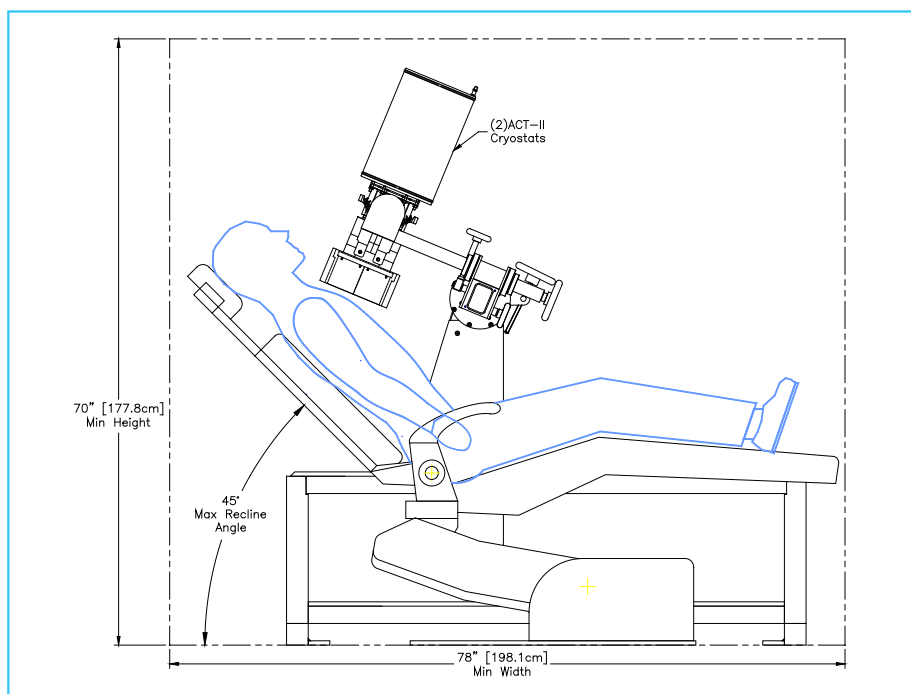 (2)ACT-II
Cryostats
70" [177.8cm]
Min Height
45°
Max Recline
Angle
78" [198.1cm]
Min Width